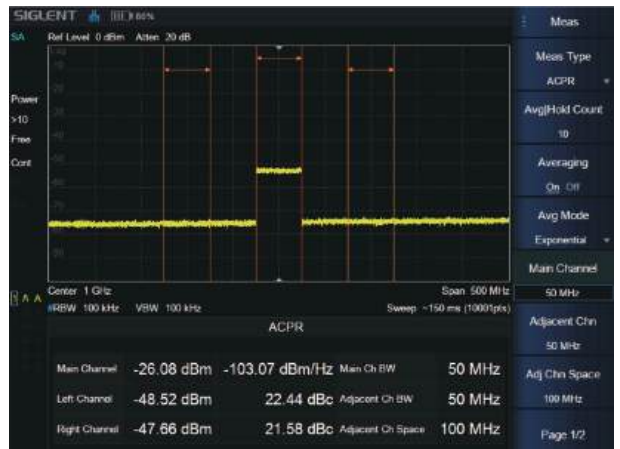 SIGLENT 86% Meas
SA Ref Level 0 dBm Atten 20 dB
Meas Type
ACPR
Power
>10
Free
Cont
Avg|Hold Count
10
Averaging
On Off
Avg Mode
Exponential
Main Channel
50 MHz
Center 1 GHz Span 500 MHz
#RBW 100 kHz VBW 100 kHz Sweep ~150 ms (10001pts)
ACPR
Main Channel -26.08 dBm -103.07 dBm/Hz Main Ch BW 50 MHz
Left Channel -48.52 dBm 22.44 dBc Adjacent Ch BW 50 MHz
Right Channel -47.66 dBm 21.58 dBc Adjacent Ch Space 100 MHz
Adjacent Chn
50 MHz
Adj Chn Space
100 MHz
Page 1/2